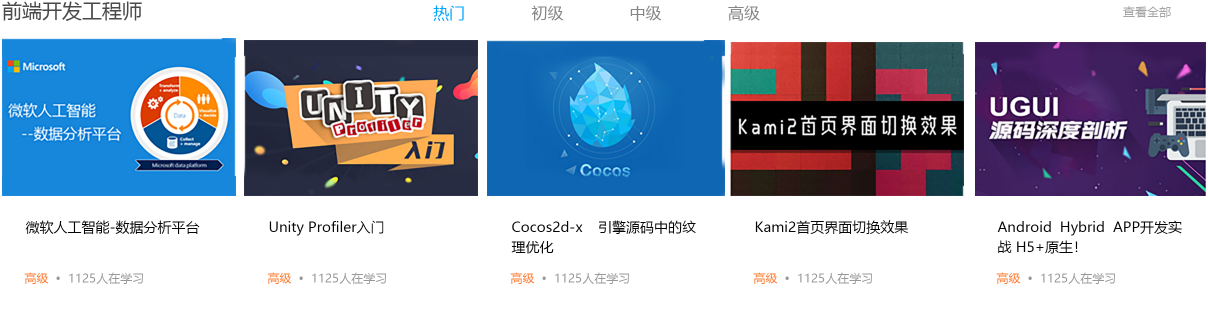 前端开发工程师
热门 初级 中级 高级 查看全部
Microsoft
微软人工智能
--数据分析平台
Transform + analyze
Visualize + decide
Data
Collect + manage
Microsoft data platform
UNITY
PROFILER
入门
Cocos
Kami2首页界面切换效果
UGUI
源码深度剖析
微软人工智能-数据分析平台
高级 • 1125人在学习
Unity Profiler入门
高级 • 1125人在学习
Cocos2d-x 引擎源码中的纹
理优化
高级 • 1125人在学习
Kami2首页界面切换效果
高级 • 1125人在学习
Android Hybrid APP开发实
战 H5+原生!
高级 • 1125人在学习